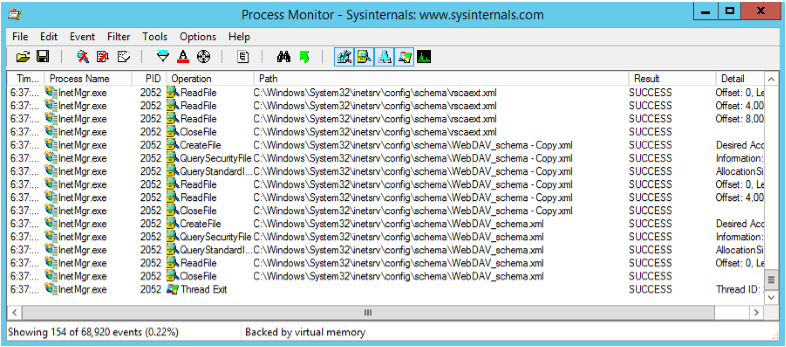 Process Monitor - Sysinternals: www.sysinternals.com
File Edit Event Filter Tools Options Help
Tim... Process Name PID Operation Path Result Detail
6:37:... InetMgr.exe 2052 ReadFile C:\Windows\System32\inetsrv\config\schema\rscaext.xml SUCCESS Offset: 0, Le
6:37:... InetMgr.exe 2052 ReadFile C:\Windows\System32\inetsrv\config\schema\rscaext.xml SUCCESS Offset: 4,00
6:37:... InetMgr.exe 2052 ReadFile C:\Windows\System32\inetsrv\config\schema\rscaext.xml SUCCESS Offset: 8,00
6:37:... InetMgr.exe 2052 CloseFile C:\Windows\System32\inetsrv\config\schema\rscaext.xml SUCCESS
6:37:... InetMgr.exe 2052 CreateFile C:\Windows\System32\inetsrv\config\schema\WebDAV_schema - Copy.xml SUCCESS Desired Acc
6:37:... InetMgr.exe 2052 QuerySecurityFile C:\Windows\System32\inetsrv\config\schema\WebDAV_schema - Copy.xml SUCCESS Information:
6:37:... InetMgr.exe 2052 QueryStandardI... C:\Windows\System32\inetsrv\config\schema\WebDAV_schema - Copy.xml SUCCESS AllocationSi
6:37:... InetMgr.exe 2052 ReadFile C:\Windows\System32\inetsrv\config\schema\WebDAV_schema - Copy.xml SUCCESS Offset: 0, Le
6:37:... InetMgr.exe 2052 ReadFile C:\Windows\System32\inetsrv\config\schema\WebDAV_schema - Copy.xml SUCCESS Offset: 4,00
6:37:... InetMgr.exe 2052 CloseFile C:\Windows\System32\inetsrv\config\schema\WebDAV_schema - Copy.xml SUCCESS
6:37:... InetMgr.exe 2052 CreateFile C:\Windows\System32\inetsrv\config\schema\WebDAV_schema.xml SUCCESS Desired Acc
6:37:... InetMgr.exe 2052 QuerySecurityFile C:\Windows\System32\inetsrv\config\schema\WebDAV_schema.xml SUCCESS Information:
6:37:... InetMgr.exe 2052 QueryStandardI... C:\Windows\System32\inetsrv\config\schema\WebDAV_schema.xml SUCCESS AllocationSi
6:37:... InetMgr.exe 2052 ReadFile C:\Windows\System32\inetsrv\config\schema\WebDAV_schema.xml SUCCESS Offset: 0, Le
6:37:... InetMgr.exe 2052 CloseFile C:\Windows\System32\inetsrv\config\schema\WebDAV_schema.xml SUCCESS
6:37:... InetMgr.exe 2052 Thread Exit SUCCESS Thread ID:
Showing 154 of 68,920 events (0.22%) Backed by virtual memory